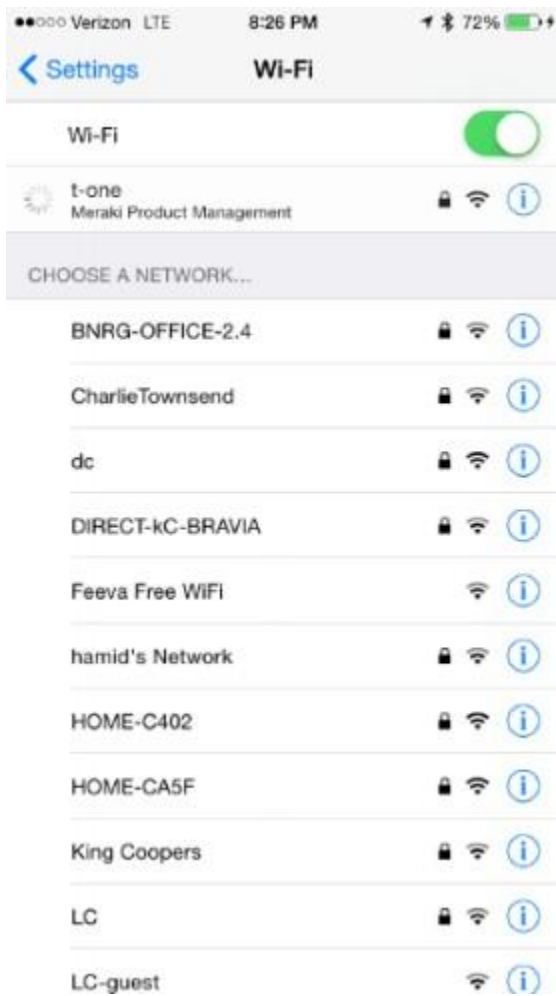 Verizon LTE 8:26 PM 72%
Settings Wi-Fi
Wi-Fi
t-one
Meraki Product Management
CHOOSE A NETWORK...
BNRG-OFFICE-2.4
CharlieTownsend
dc
DIRECT-kC-BRAVIA
Feeva Free WiFi
hamid's Network
HOME-C402
HOME-CA5F
King Coopers
LC
LC-guest